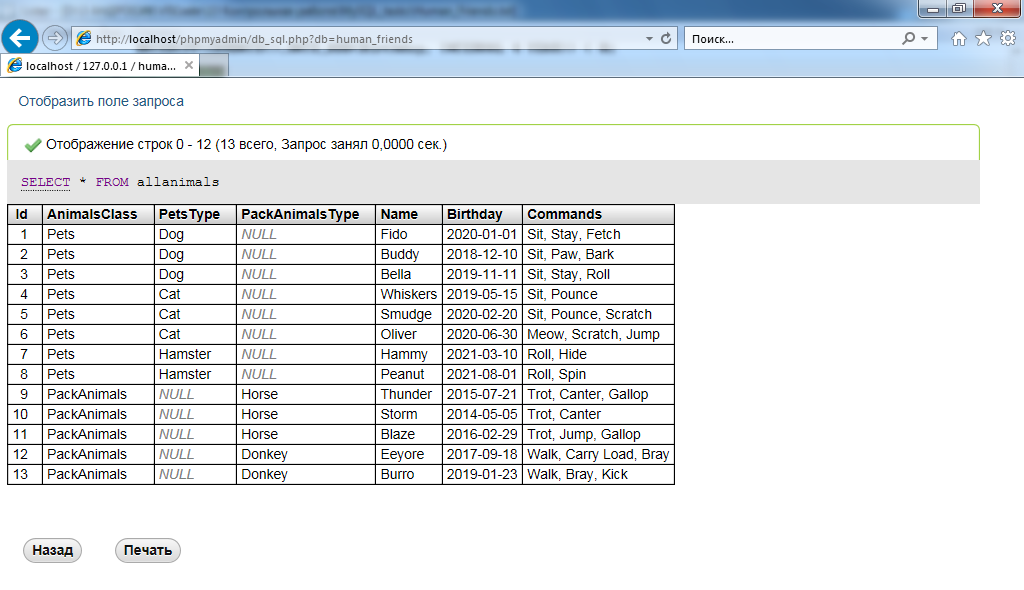 http://localhost/phpmyadmin/db_sql.php?db=human_friends
Поиск...
localhost / 127.0.0.1 / huma...
Отобразить поле запроса
Отображение строк 0 - 12 (13 всего, Запрос занял 0,0000 сек.)
SELECT * FROM allanimals
Id AnimalsClass PetsType PackAnimalsType Name Birthday Commands
1 Pets Dog NULL Fido 2020-01-01 Sit, Stay, Fetch
2 Pets Dog NULL Buddy 2018-12-10 Sit, Paw, Bark
3 Pets Dog NULL Bella 2019-11-11 Sit, Stay, Roll
4 Pets Cat NULL Whiskers 2019-05-15 Sit, Pounce
5 Pets Cat NULL Smudge 2020-02-20 Sit, Pounce, Scratch
6 Pets Cat NULL Oliver 2020-06-30 Meow, Scratch, Jump
7 Pets Hamster NULL Hammy 2021-03-10 Roll, Hide
8 Pets Hamster NULL Peanut 2021-08-01 Roll, Spin
9 PackAnimals NULL Horse Thunder 2015-07-21 Trot, Canter, Gallop
10 PackAnimals NULL Horse Storm 2014-05-05 Trot, Canter
11 PackAnimals NULL Horse Blaze 2016-02-29 Trot, Jump, Gallop
12 PackAnimals NULL Donkey Eeyore 2017-09-18 Walk, Carry Load, Bray
13 PackAnimals NULL Donkey Burro 2019-01-23 Walk, Bray, Kick
Назад Печать